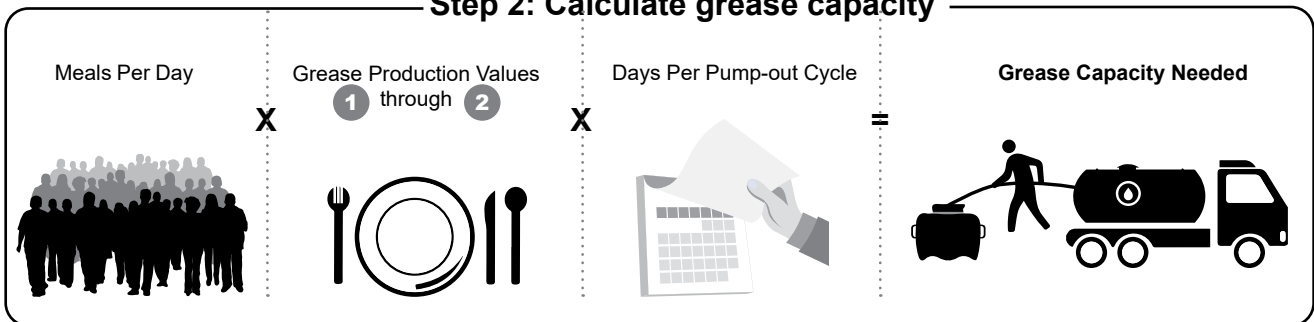 Step 2: Calculate grease capacity
Meals Per Day
X
Grease Production Values
1 through 2
X
Days Per Pump-out Cycle
=
Grease Capacity Needed